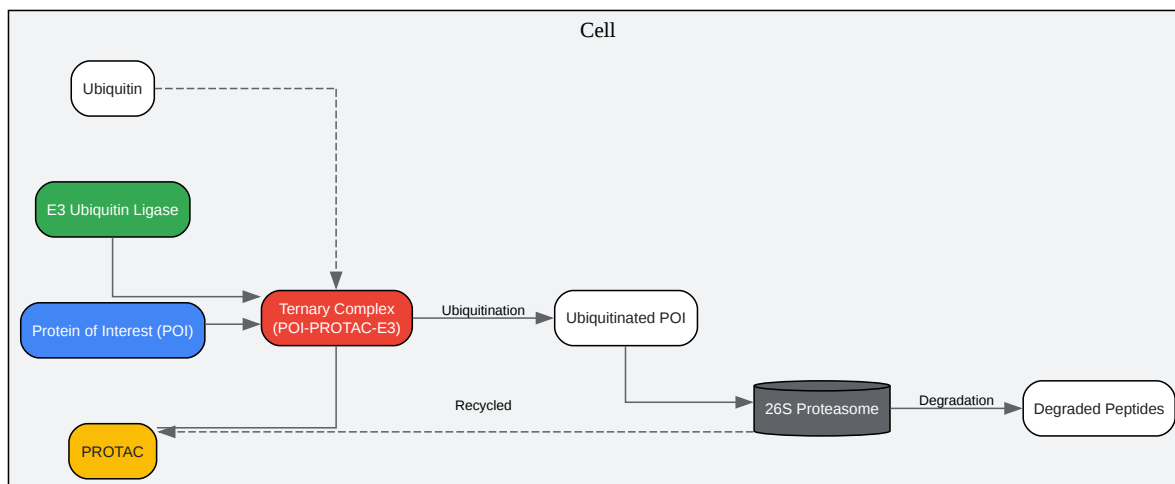 Cell
Ubiquitin
E3 Ubiquitin Ligase
Protein of Interest (POI)
Ternary Complex
(POI-PROTAC-E3)
Ubiquitination
Ubiquitinated POI
Recycled
26S Proteasome
Degradation
Degraded Peptides
PROTAC